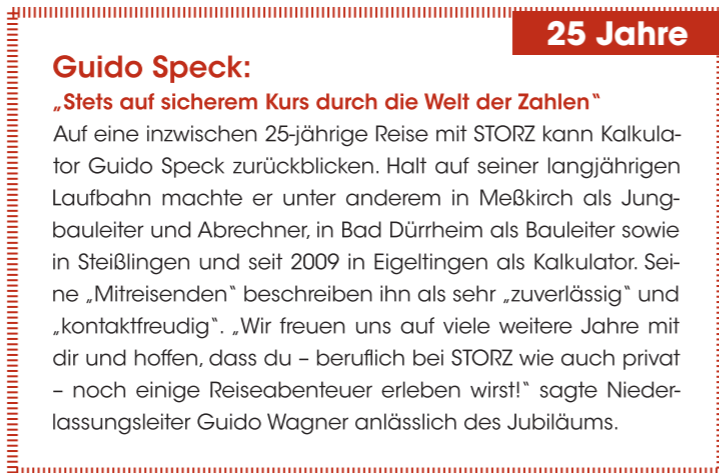 25 Jahre
Guido Speck:
„Stets auf sicherem Kurs durch die Welt der Zahlen“
Auf eine inzwischen 25-jährige Reise mit STORZ kann Kalkula-
tor Guido Speck zurückblicken. Halt auf seiner langjährigen
Laufbahn machte er unter anderem in Meßkirch als Jung-
bauleiter und Abrechner, in Bad Dürrheim als Bauleiter sowie
in Steißlingen und seit 2009 in Eigeltingen als Kalkulator. Sei-
ne „Mitreisenden“ beschreiben ihn als sehr „zuverlässig“ und
„kontaktfreudig“. „Wir freuen uns auf viele weitere Jahre mit
dir und hoffen, dass du – beruflich bei STORZ wie auch privat
– noch einige Reiseabenteuer erleben wirst!“ sagte Nieder-
lassungsleiter Guido Wagner anlässlich des Jubiläums.